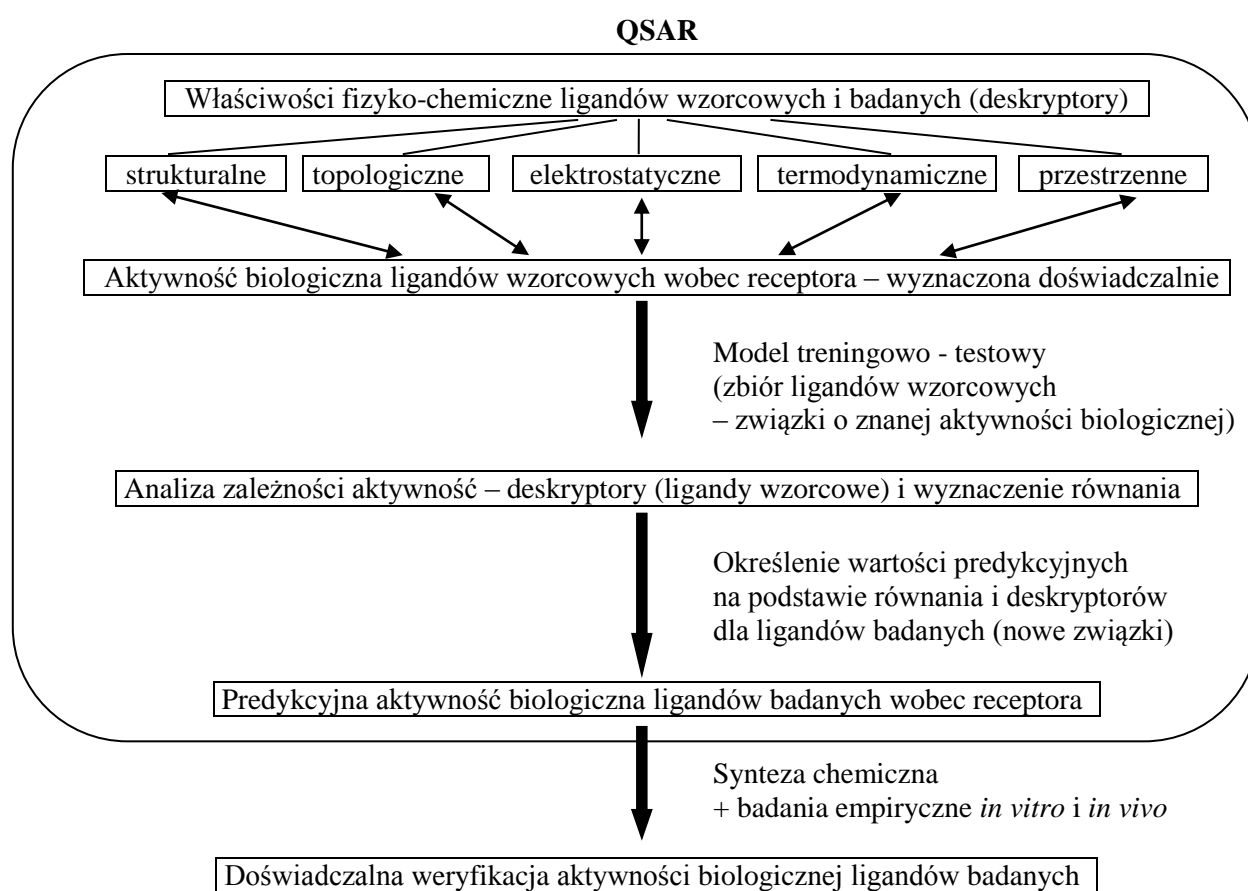 QSAR
Właściwości fizyko-chemiczne ligandów wzorcowych i badanych (deskryptory)
strukturalne topologiczne elektrostatyczne termodynamiczne przestrzenne
Aktywność biologiczna ligandów wzorcowych wobec receptora – wyznaczona doświadczalnie
Model treningowo - testowy
(zbiór ligandów wzorcowych
– związki o znanej aktywności biologicznej)
Analiza zależności aktywność – deskryptory (ligandy wzorcowe) i wyznaczenie równania
Określenie wartości predykcyjnych
na podstawie równania i deskryptorów
dla ligandów badanych (nowe związki)
Predykcyjna aktywność biologiczna ligandów badanych wobec receptora
Synteza chemiczna
+ badania empiryczne in vitro i in vivo
Doświadczalna weryfikacja aktywności biologicznej ligandów badanych